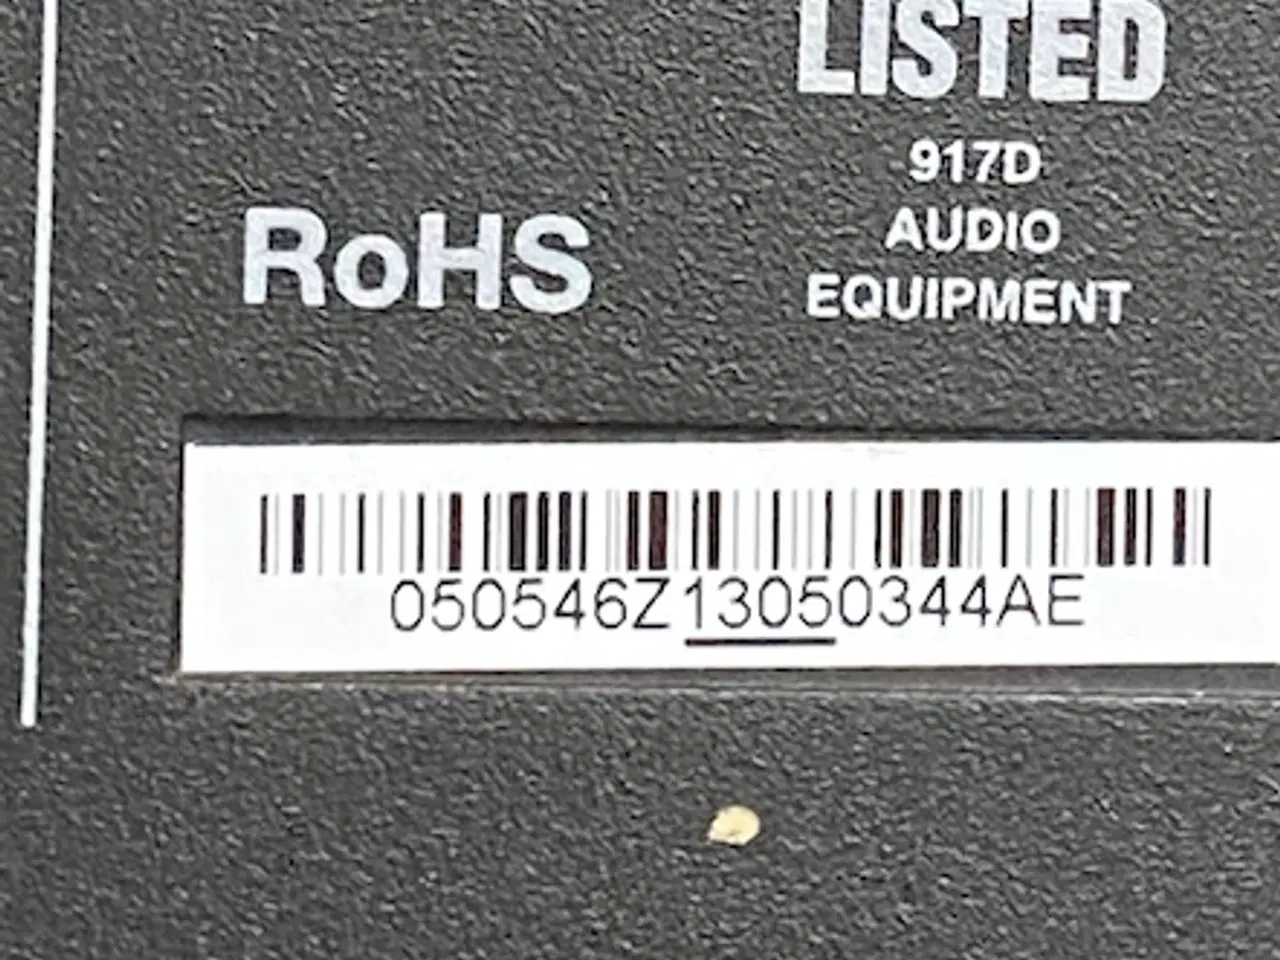 LISTED
917D
AUDIO
EQUIPMENT
RoHS
050546Z13050344AE